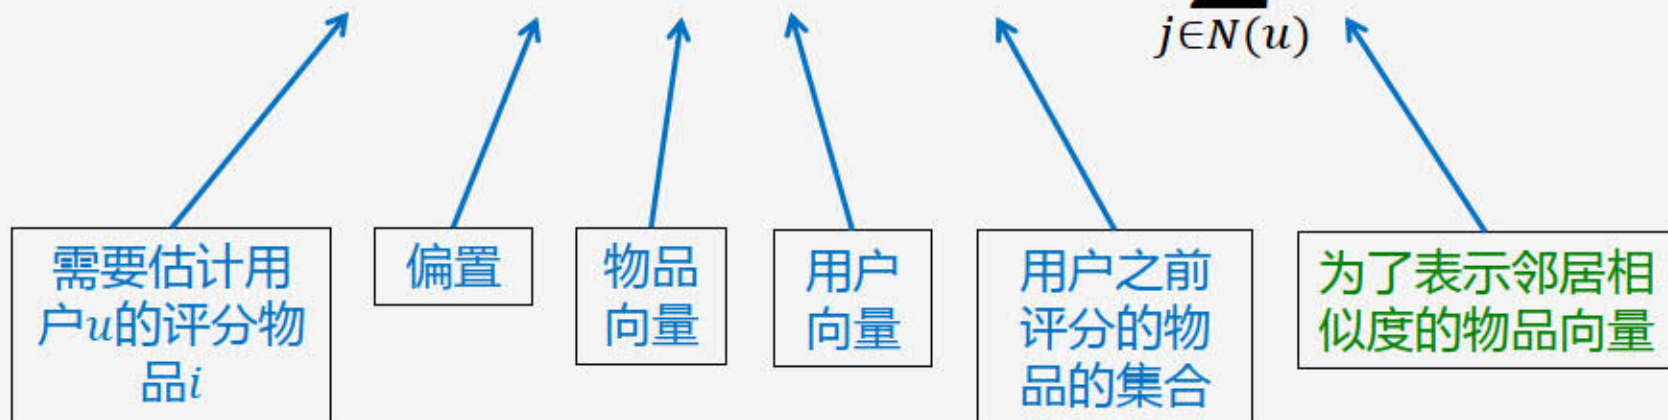 j∈N(u)
需要估计用
户u的评分物
品i
偏置
物品
向量
用户
向量
用户之前
评分的物
品的集合
为了表示邻居相
似度的物品向量